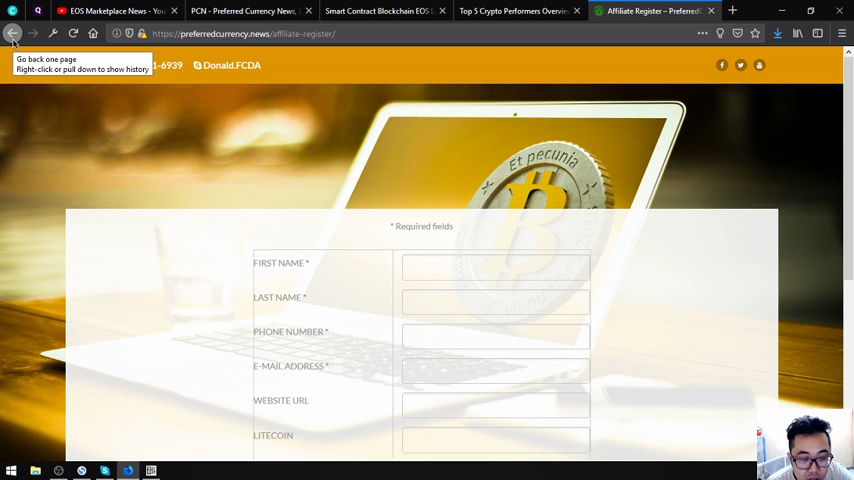 EOS Marketplace News - You
PCN - Preferred Currency News, 
Smart Contract Blockchain EOS L
Top 5 Crypto Performers Overvie
Affiliate Register – Preferred
https://preferredcurrency.news/affiliate-register/
Go back one page
Right-click or pull down to show history
1-6939
Donald.FCDA
Et pecunia
* Required fields
FIRST NAME *
LAST NAME *
PHONE NUMBER *
E-MAIL ADDRESS *
WEBSITE URL
LITECOIN